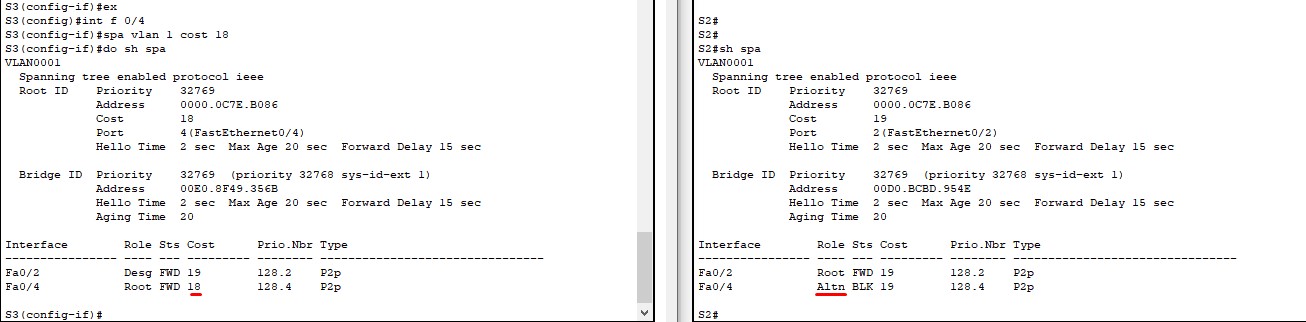 S3(config-if)#ex
S3(config)#int f 0/4
S3(config-if)#spa vlan 1 cost 18
S3(config-if)#do sh spa
VLAN0001
  Spanning tree enabled protocol ieee
  Root ID    Priority    32769
             Address     0000.0C7E.B086
             Cost        18
             Port        4(FastEthernet0/4)
             Hello Time  2 sec  Max Age 20 sec  Forward Delay 15 sec

  Bridge ID  Priority    32769  (priority 32768 sys-id-ext 1)
             Address     00E0.8F49.356B
             Hello Time  2 sec  Max Age 20 sec  Forward Delay 15 sec
             Aging Time  20

Interface        Role Sts Cost      Prio.Nbr Type
---------------- ---- --- --------- -------- --------------------------------
Fa0/2            Desg FWD 19        128.2    P2p
Fa0/4            Root FWD 18        128.4    P2p

S3(config-if)#
S2#
S2#
S2#sh spa
VLAN0001
  Spanning tree enabled protocol ieee
  Root ID    Priority    32769
             Address     0000.0C7E.B086
             Cost        19
             Port        2(FastEthernet0/2)
             Hello Time  2 sec  Max Age 20 sec  Forward Delay 15 sec

  Bridge ID  Priority    32769  (priority 32768 sys-id-ext 1)
             Address     00D0.BCBD.954E
             Hello Time  2 sec  Max Age 20 sec  Forward Delay 15 sec
             Aging Time  20

Interface        Role Sts Cost      Prio.Nbr Type
---------------- ---- --- --------- -------- --------------------------------
Fa0/2            Root FWD 19        128.2    P2p
Fa0/4            Altn BLK 19        128.4    P2p

S2#